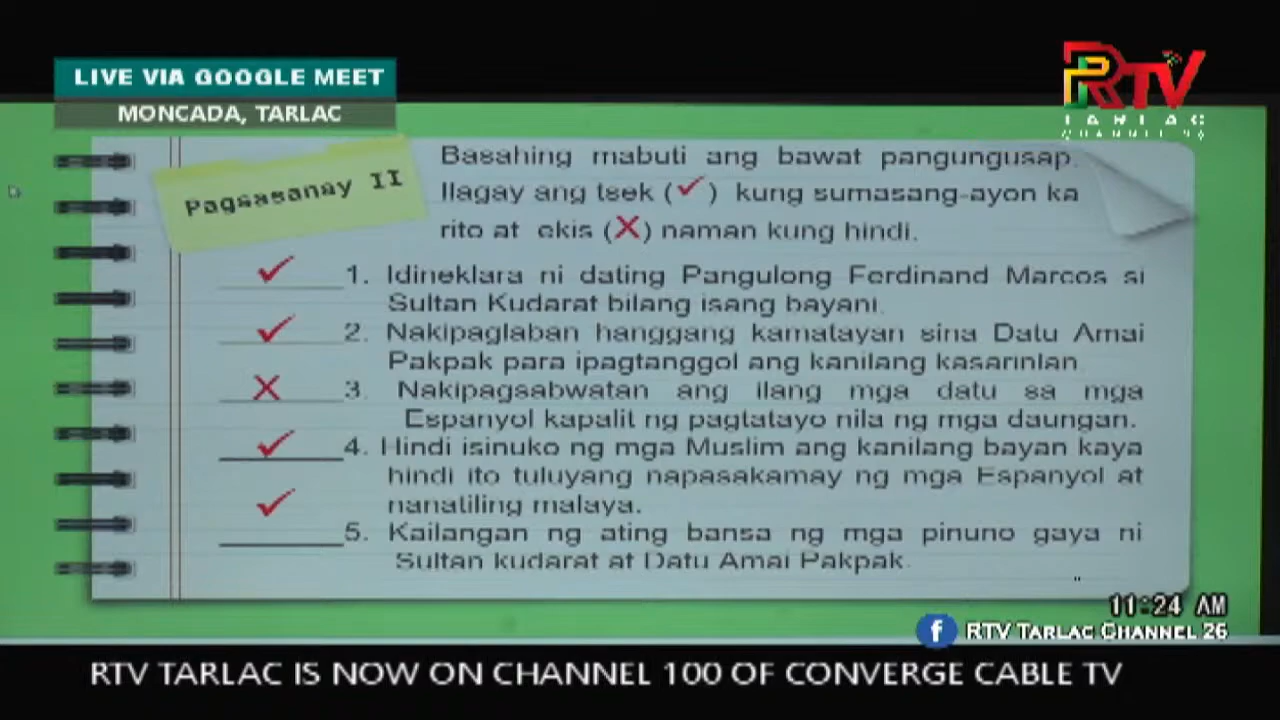 LIVE VIA GOOGLE MEET
MONCADA, TARLAC
RTV
TARLAC
CHANNEL 26
Pagsasanay II
Basahing mabuti ang bawat pangungusap.
Ilagay ang tsek (✓) kung sumasang-ayon ka
rito at ekis (X) naman kung hindi.
✓ 1. Idineklara ni dating Pangulong Ferdinand Marcos si
Sultan Kudarat bilang isang bayani.
✓ 2. Nakipaglaban hanggang kamatayan sina Datu Amai
Pakpak para ipagtanggol ang kanilang kasarinlan
X 3. Nakipagsabwatan ang ilang mga datu sa mga
Espanyol kapalit ng pagtatayo nila ng mga daungan.
✓ 4. Hindi isinuko ng mga Muslim ang kanilang bayan kaya
hindi ito tuluyang napasakamay ng mga Espanyol at
nanatiling malaya.
✓ 5. Kailangan ng ating bansa ng mga pinuno gaya ni
Sultan kudarat at Datu Amai Pakpak.
11:24 AM
f RTV TARLAC CHANNEL 26
RTV TARLAC IS NOW ON CHANNEL 100 OF CONVERGE CABLE TV